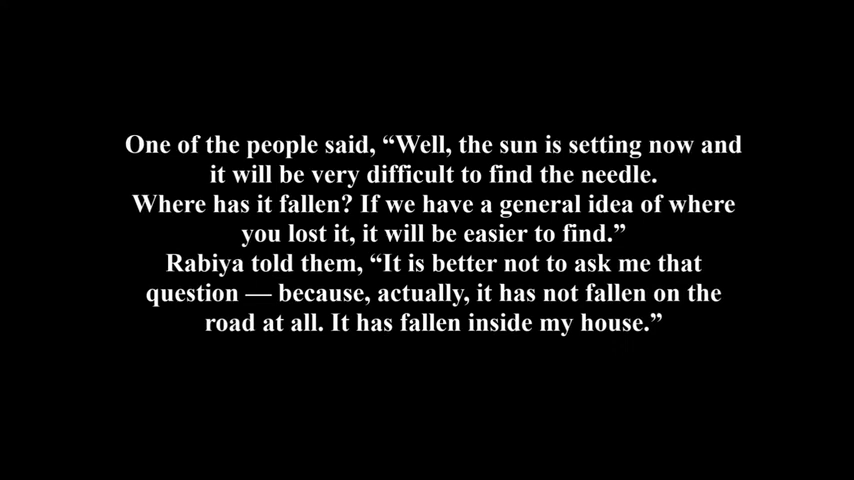 One of the people said, “Well, the sun is setting now and
it will be very difficult to find the needle.
Where has it fallen? If we have a general idea of where
you lost it, it will be easier to find.”
Rabiya told them, “It is better not to ask me that
question — because, actually, it has not fallen on the
road at all. It has fallen inside my house.”